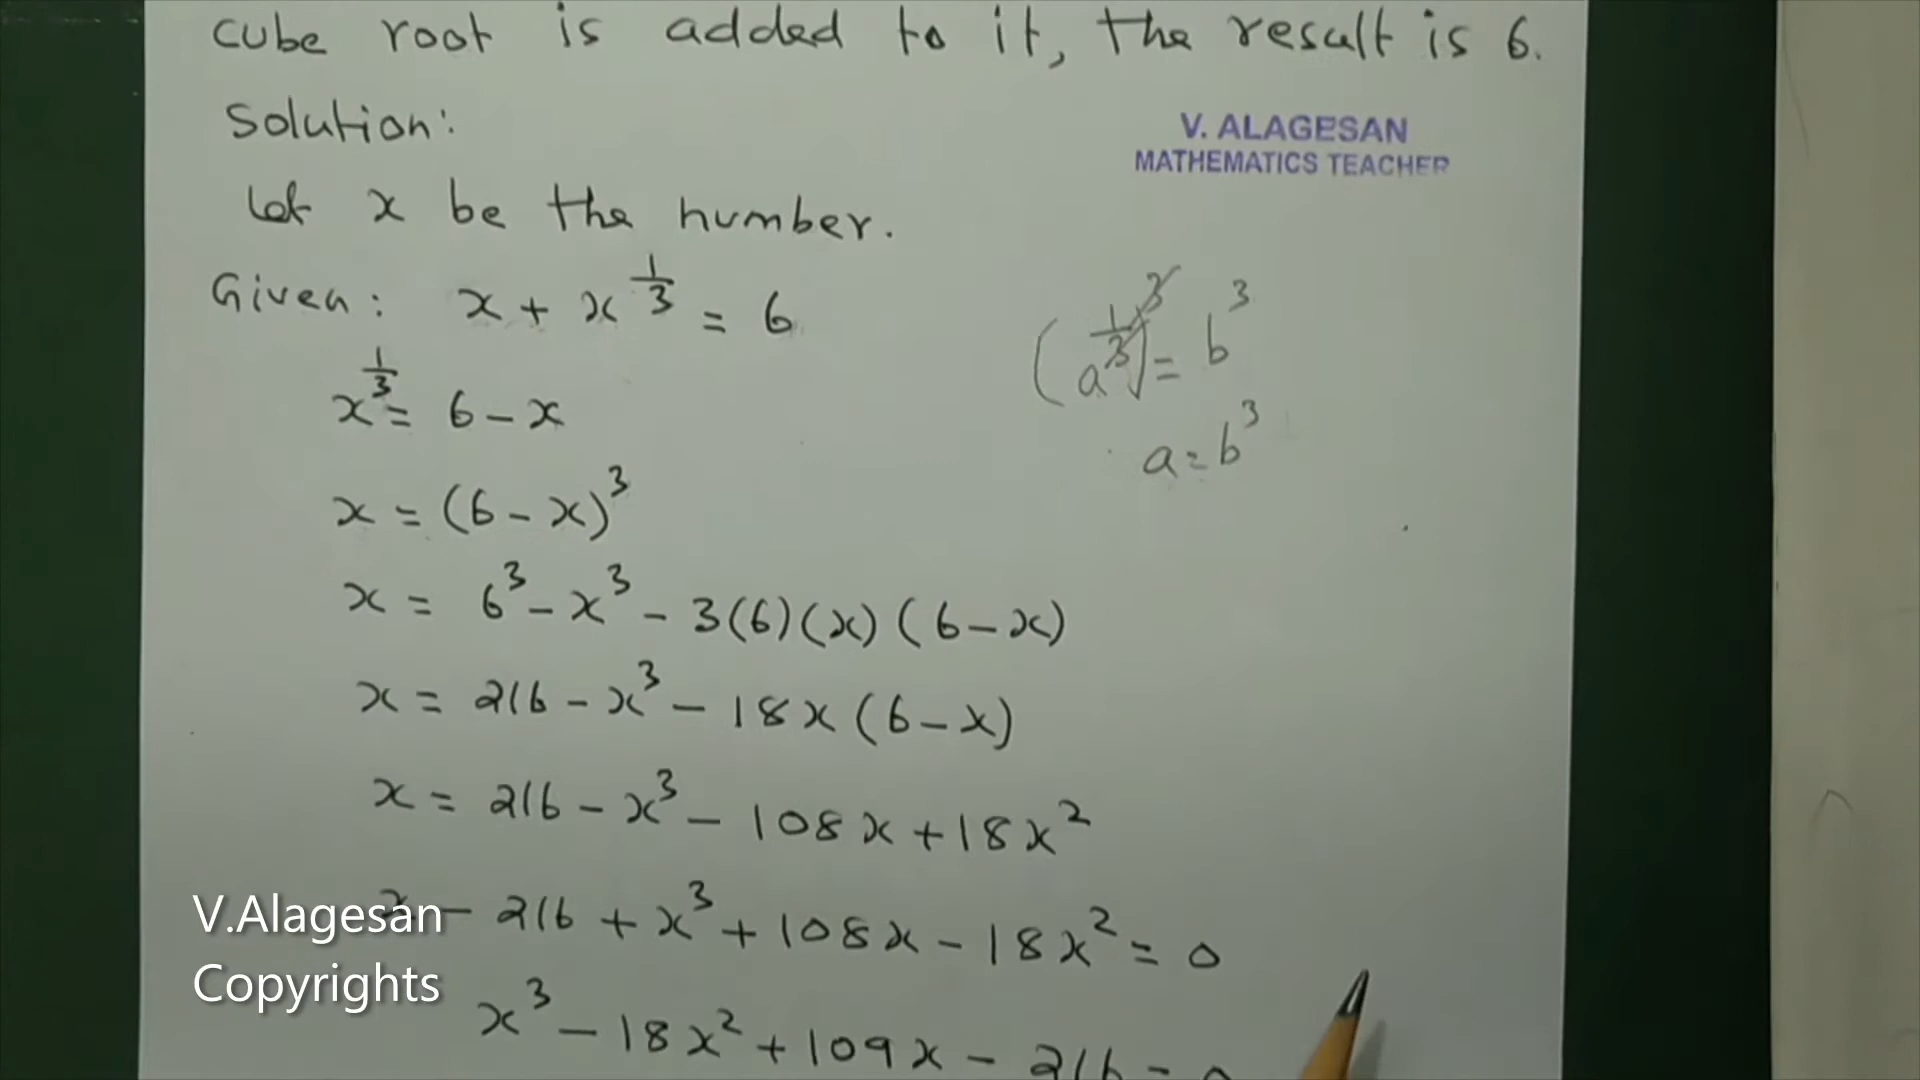 cube root is added to it, the result is 6.
Solution:
V. ALAGESAN
MATHEMATICS TEACHER
Let x be the number.
Given: x + x^(1/3) = 6
x^(1/3) = 6 - x
x = (6 - x)^3
x = 6^3 - x^3 - 3(6)(x)(6 - x)
x = 216 - x^3 - 18x(6 - x)
x = 216 - x^3 - 108x + 18x^2
x - 216 + x^3 + 108x - 18x^2 = 0
x^3 - 18x^2 + 109x - 216 = 0
(a^(1/3))^3 = b^3
a = b^3
V.Alagesan
Copyrights